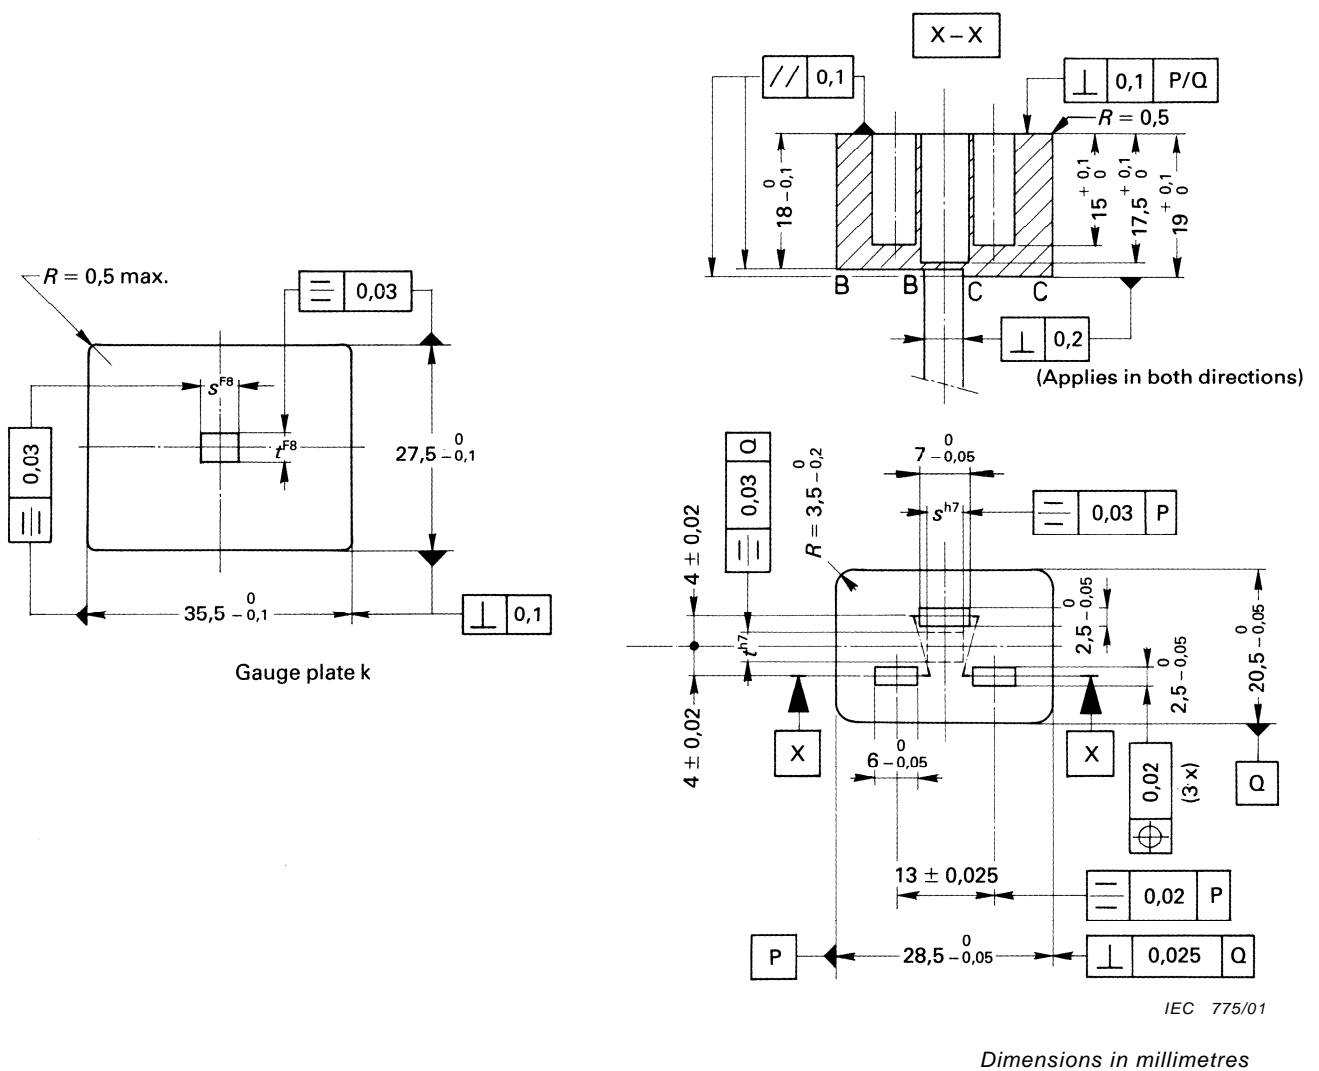 X – X
// 0,1
⊥ 0,1 P/Q
R = 0,5
18 0 −0,1
15 +0,1 0
17,5 +0,1 0
19 +0,1 0
B B C C
⊥ 0,2
(Applies in both directions)
R = 0,5 max.
0,03
s F8
t F8
0,03
27,5 0 −0,1
35,5 0 −0,1
⊥ 0,1
Gauge plate k
0,03 Q
R = 3,5 0 −0,2
7 0 −0,05
s h7
0,03 P
4 ± 0,02
t h7
4 ± 0,02
2,5 0 −0,05
2,5 0 −0,05
20,5 0 −0,05
X
X
6 0 −0,05
⌖ 0,02
(3 x)
Q
13 ± 0,025
0,02 P
P
28,5 0 −0,05
⊥ 0,025 Q
IEC 775/01
Dimensions in millimetres